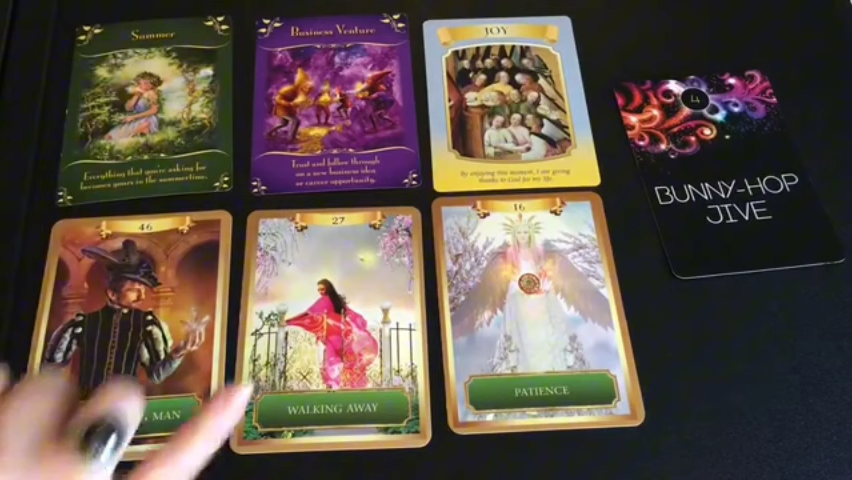 Summer
Everything that you're asking for
becomes yours in the summertime.
Business Venture
Trust and follow through
on a new business idea
or career opportunity.
JOY
By enjoying this moment, I am giving
thanks to God for my life.
14
BUNNY-HOP
JIVE
46
MAN
27
WALKING AWAY
16
PATIENCE